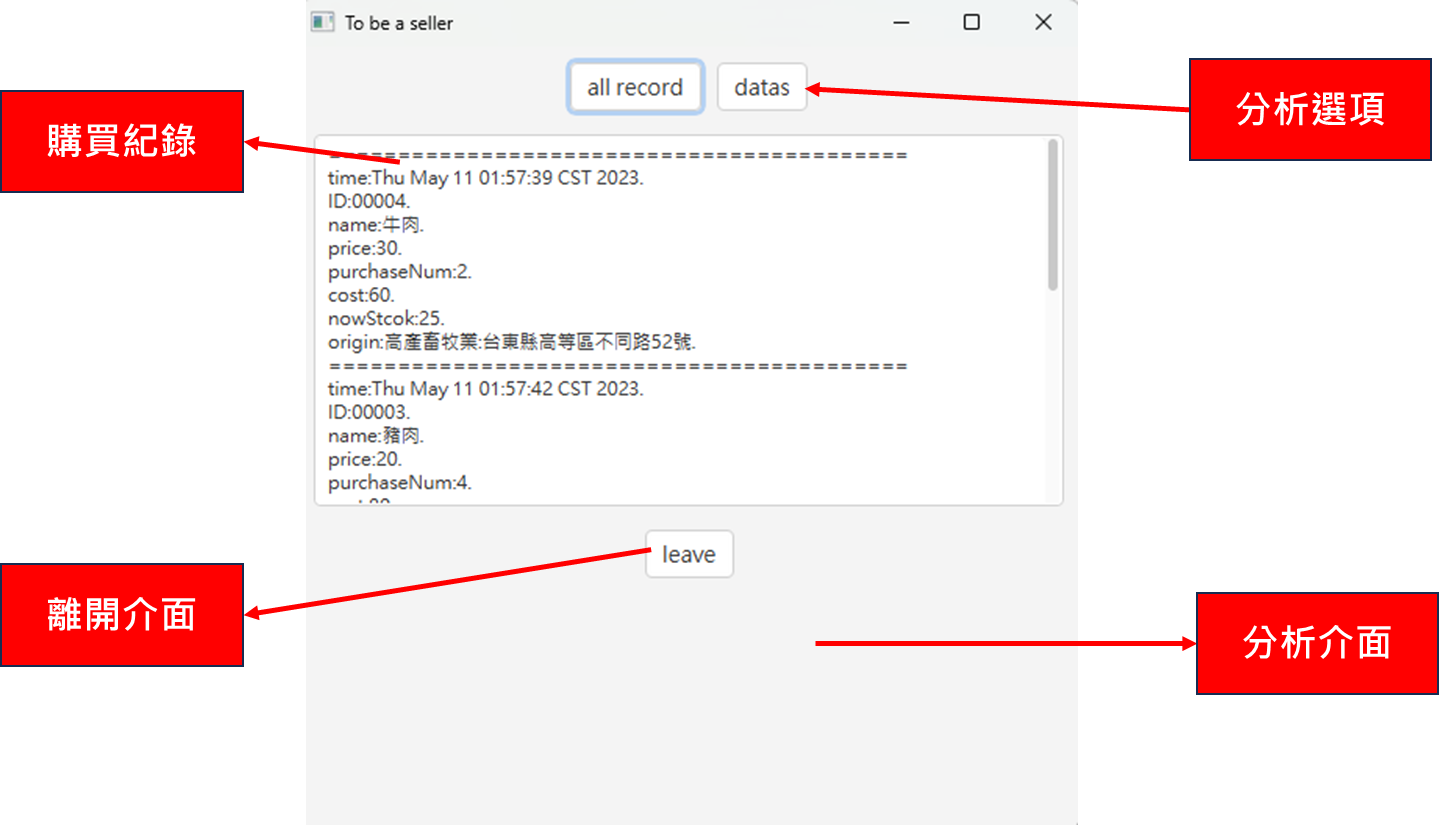 To be a seller
all record
datas
分析選項
購買紀錄
==========================================
time:Thu May 11 01:57:39 CST 2023.
ID:00004.
name:牛肉.
price:30.
purchaseNum:2.
cost:60.
nowStcok:25.
origin:高產畜牧業:台東縣高等區不同路52號.
==========================================
time:Thu May 11 01:57:42 CST 2023.
ID:00003.
name:豬肉.
price:20.
purchaseNum:4.
leave
離開介面
分析介面